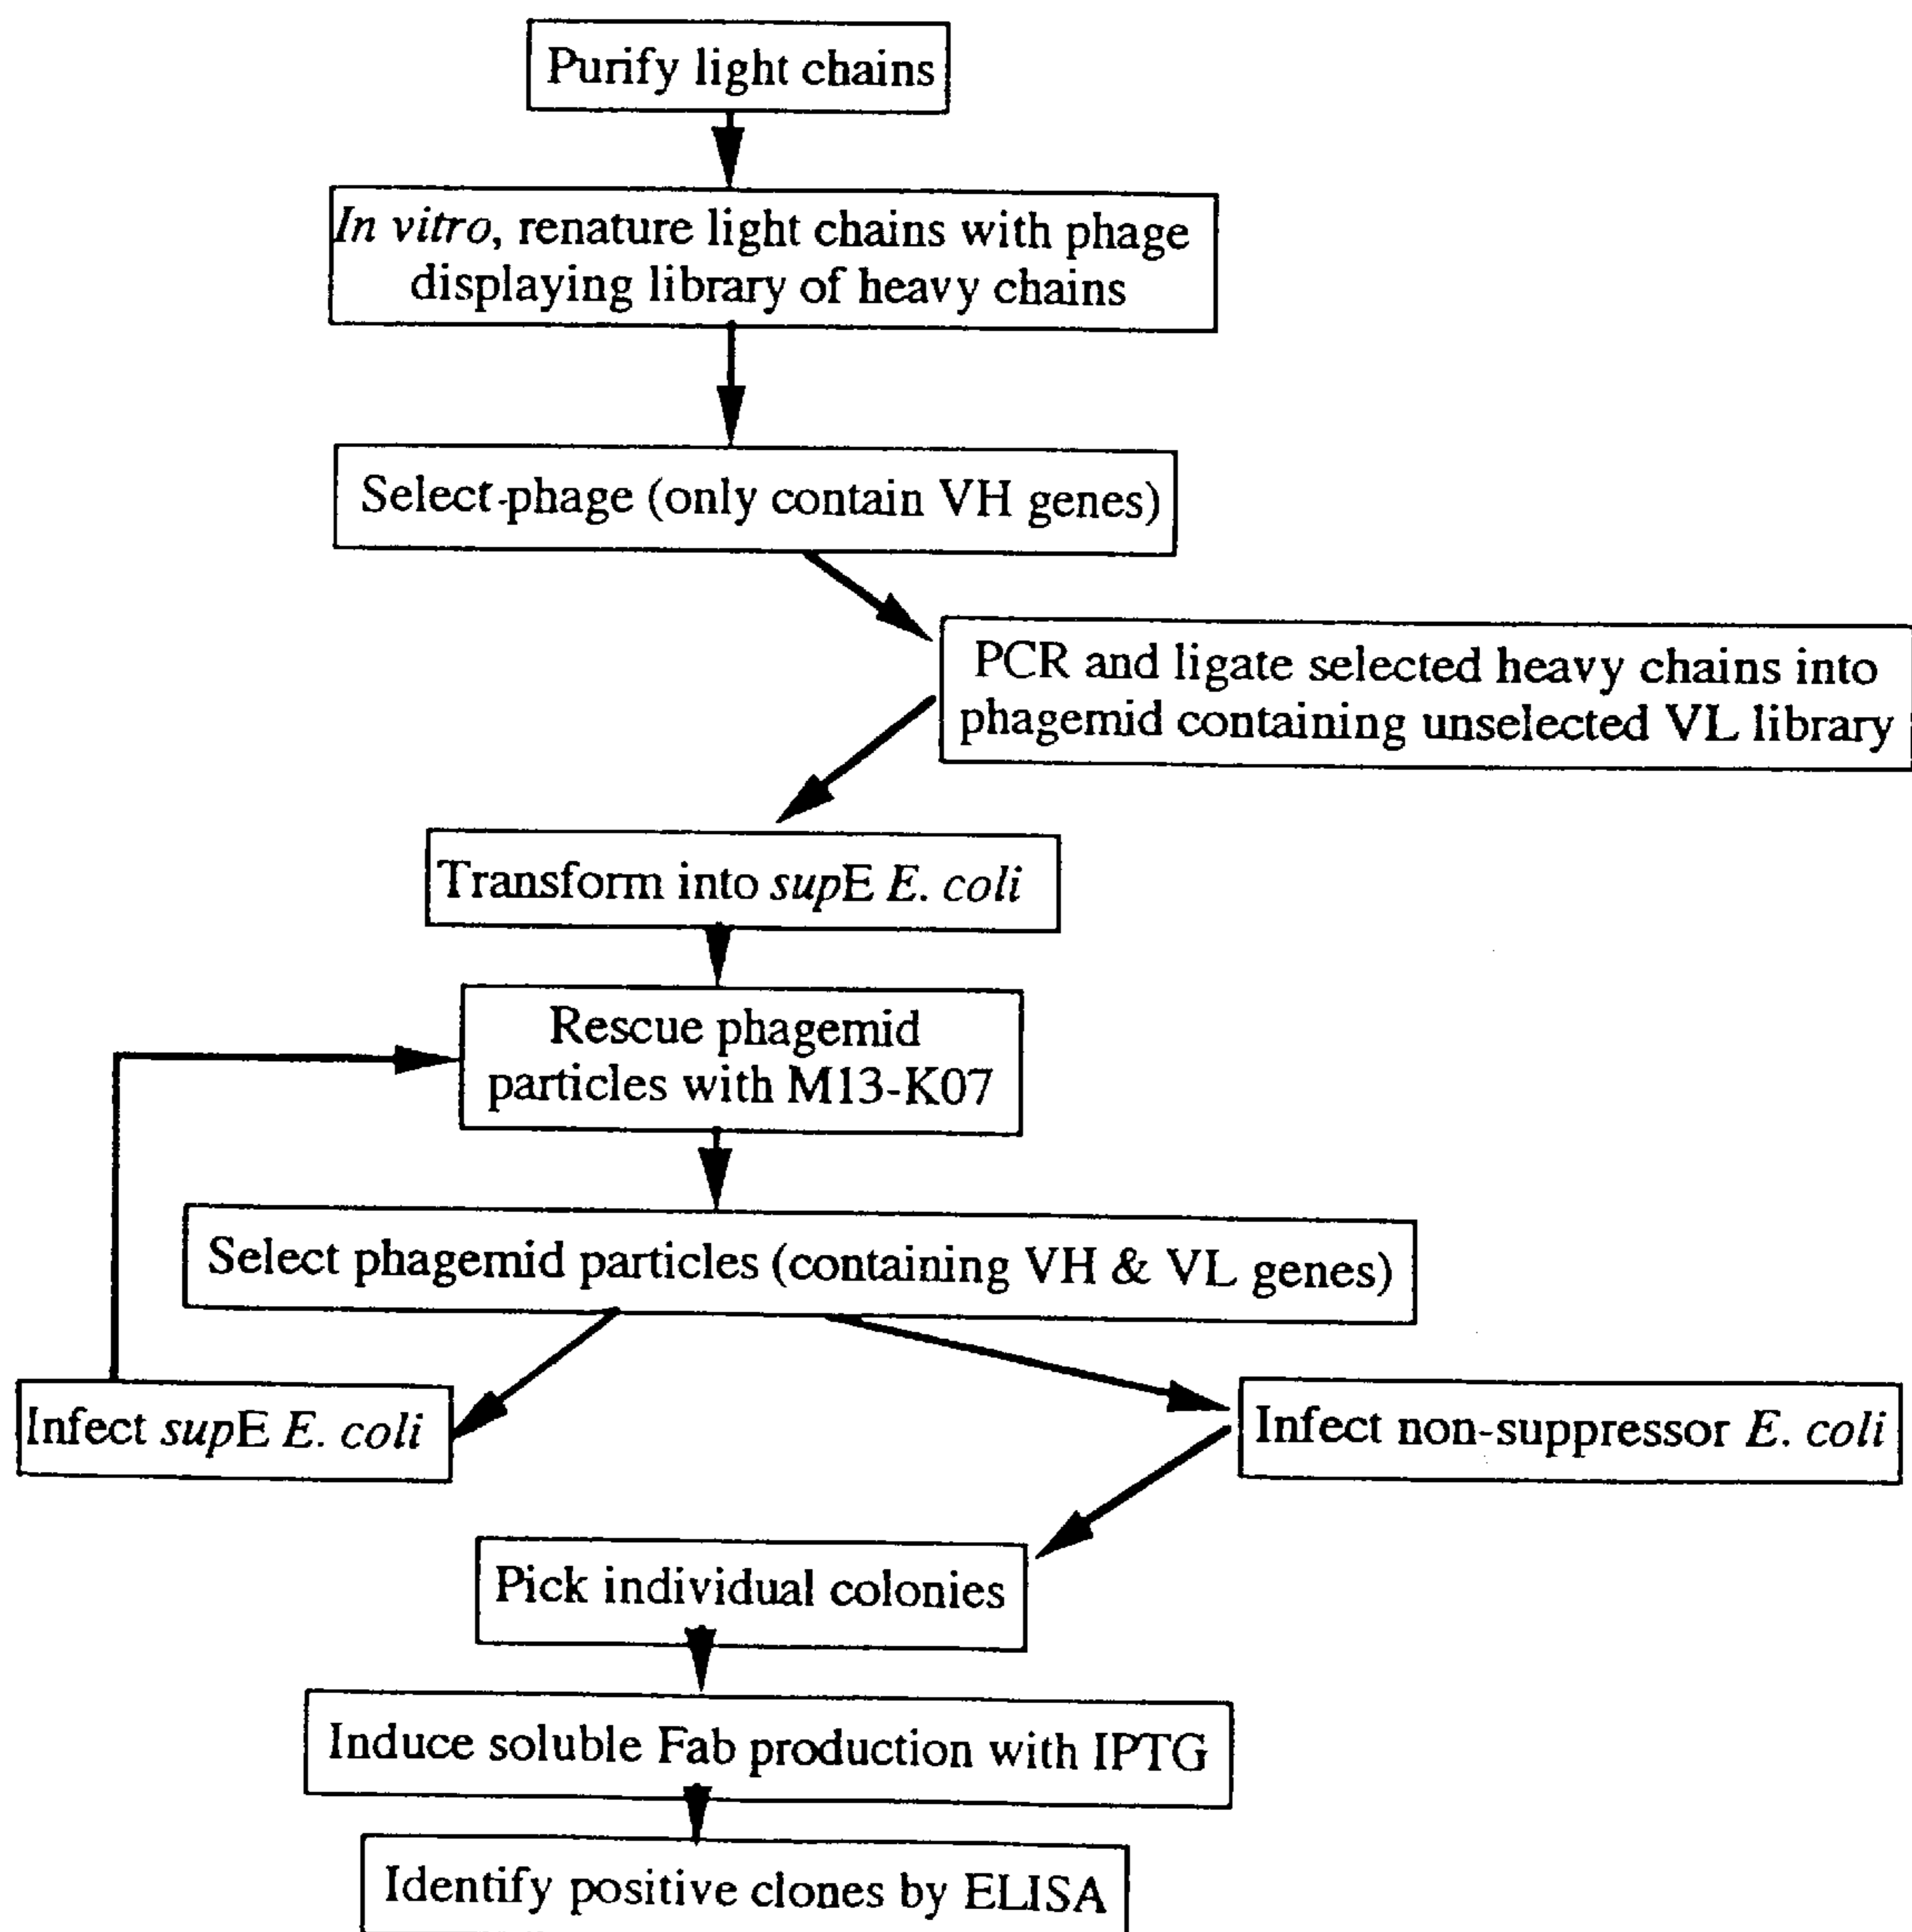 Purify light chains
In vitro, renature light chains with phage
displaying library of heavy chains
Select-phage (only contain VH genes)
PCR and ligate selected heavy chains into
phagemid containing unselected VL library
Transform into supE E. coli
Rescue phagemid
particles with M13-K07
Select phagemid particles (containing VH & VL genes)
Infect supE E. coli
Infect non-suppressor E. coli
Pick individual colonies
Induce soluble Fab production with IPTG
Identify positive clones by ELISA